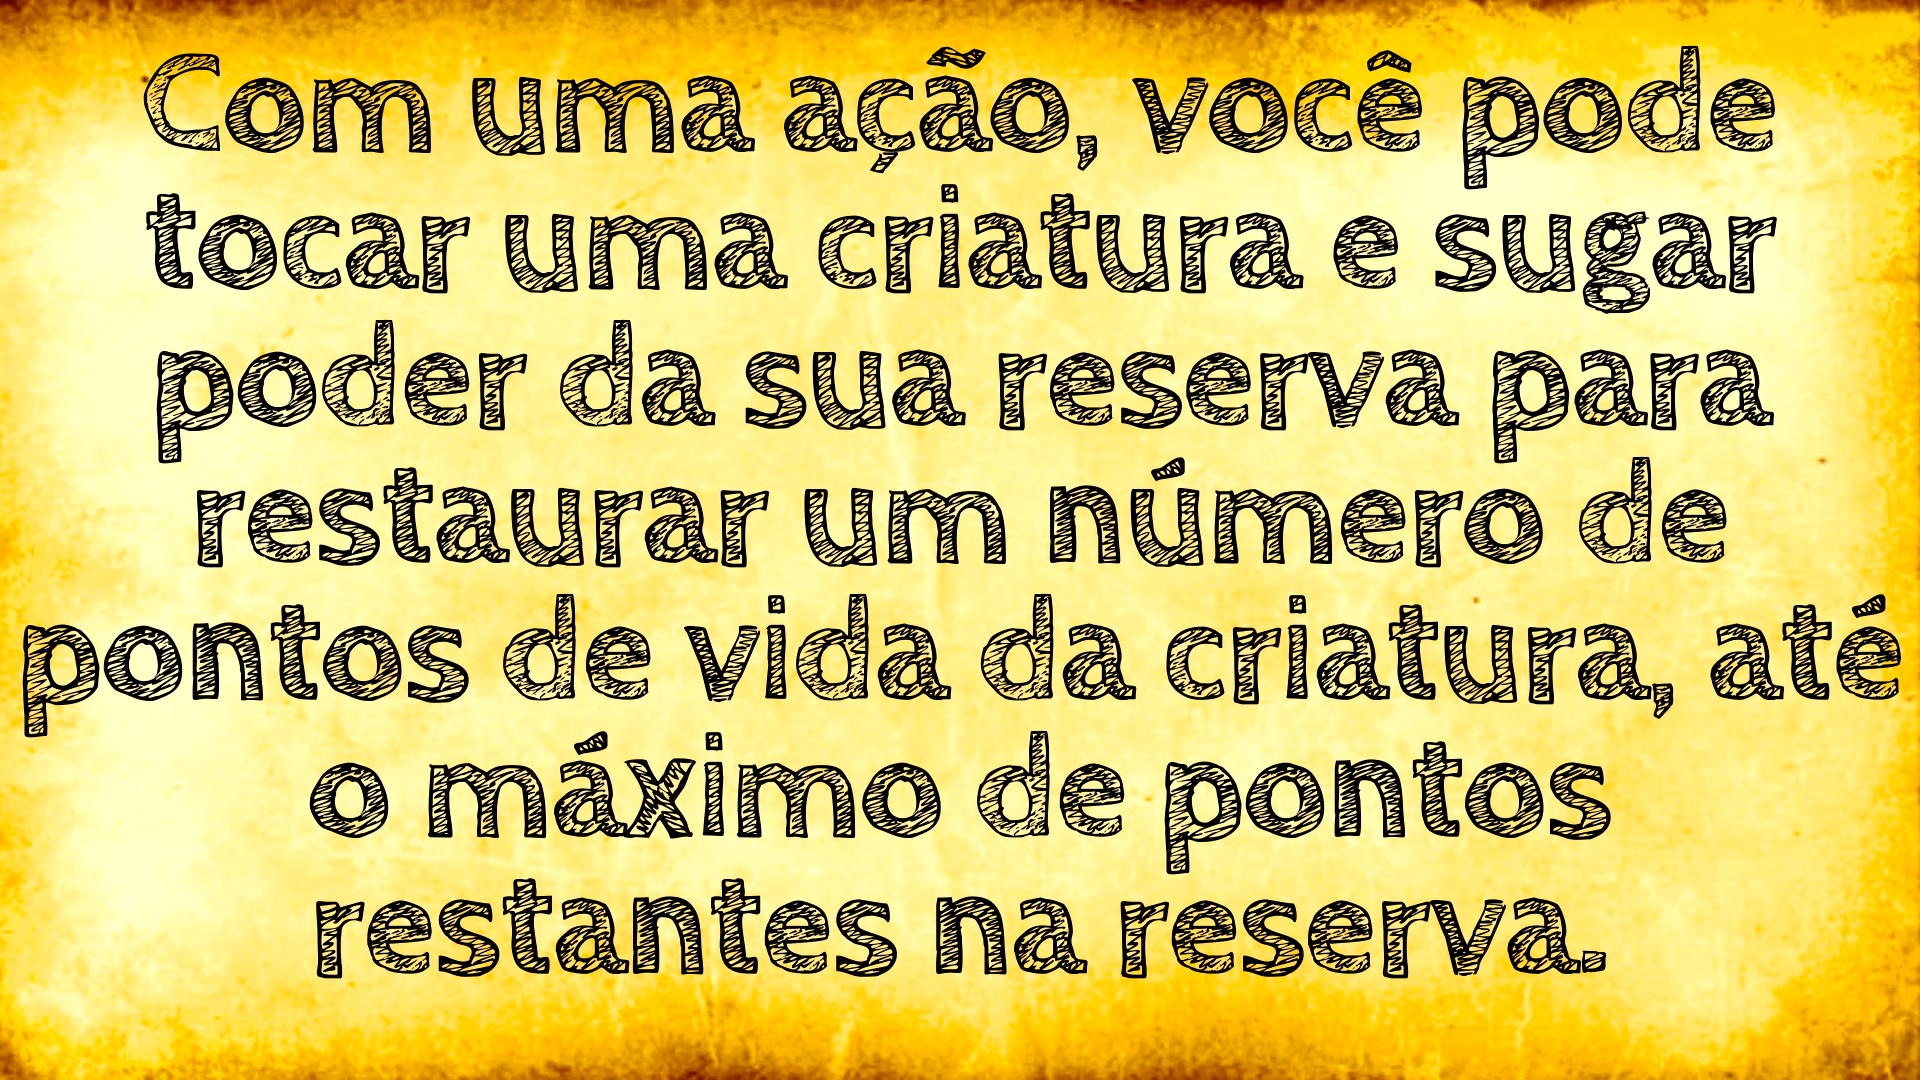 Com uma ação, você pode
tocar uma criatura e sugar
poder da sua reserva para
restaurar um número de
pontos de vida da criatura, até
o máximo de pontos
restantes na reserva.